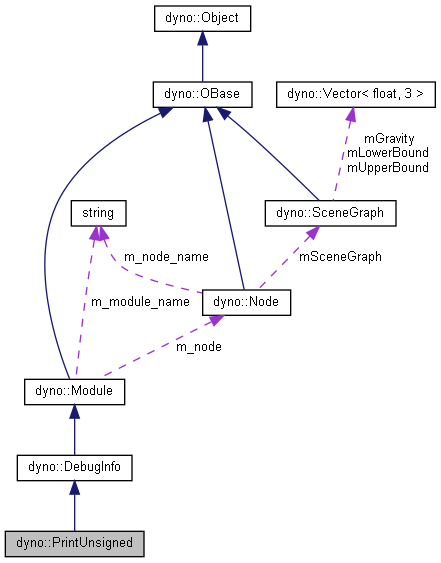 dyno::Object
dyno::OBase
dyno::Vector< float, 3 >
mGravity
mLowerBound
mUpperBound
string
dyno::SceneGraph
m_node_name
mSceneGraph
m_module_name
dyno::Node
m_node
dyno::Module
dyno::DebugInfo
dyno::PrintUnsigned